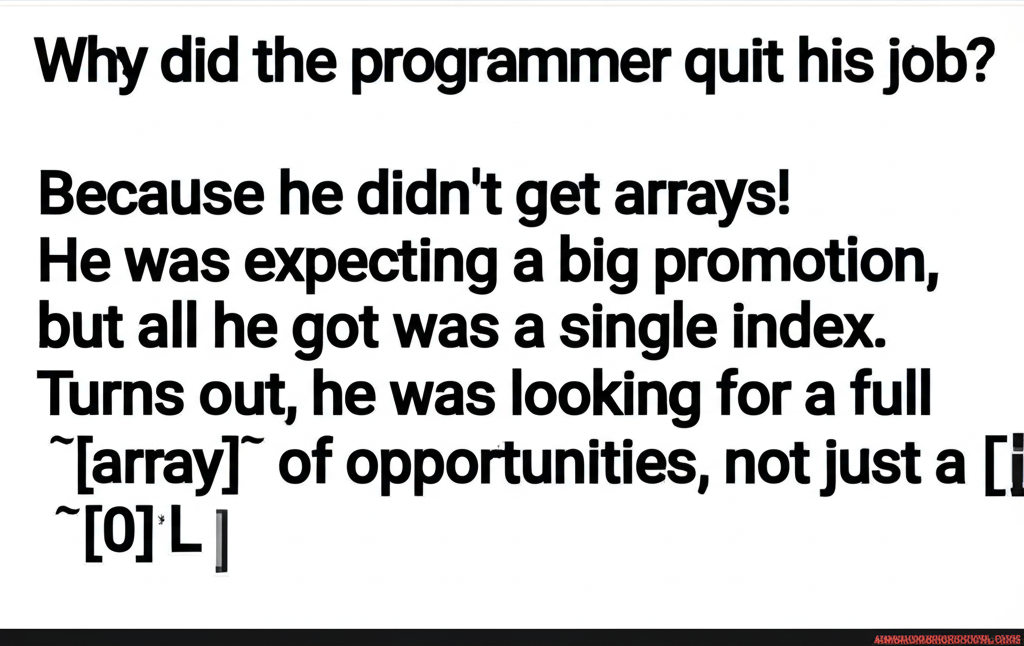 Why did the programmer quit his job?
Because he didn't get arrays!
He was expecting a big promotion,
but all he got was a single index.
Turns out, he was looking for a full
~[array]~ of opportunities, not just a [i
~[0]*L]